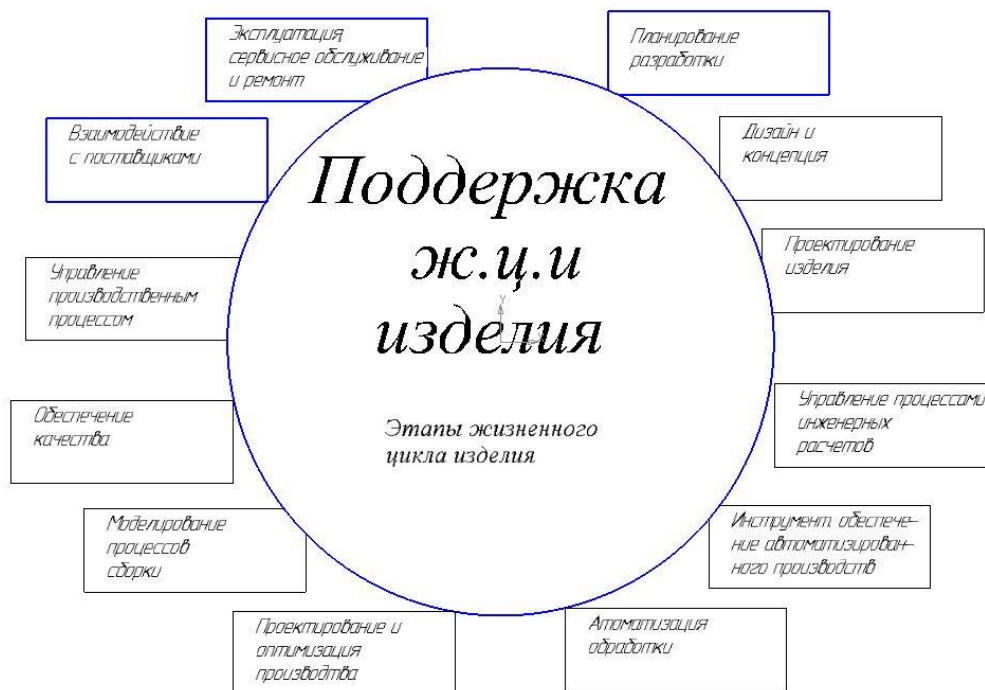 Эксплуатация,
сервисное обслуживание
и ремонт
Планирование
разработки
Взаимодействие
с поставщиками
Дизайн и
концепция
Поддержка
ж.ц.и
изделия
Управление
производственным
процессом
Проектирование
изделия
Y
X
Обеспечение
качества
Этапы жизненного
цикла изделия
Управление процессами
инженерных
расчетов
Моделирование
процессов
сборки
Инструмент. обеспече-
ние автоматизирован-
ного производств
Проектирование и
оптимизация
производтва
Атоматизация
обработки